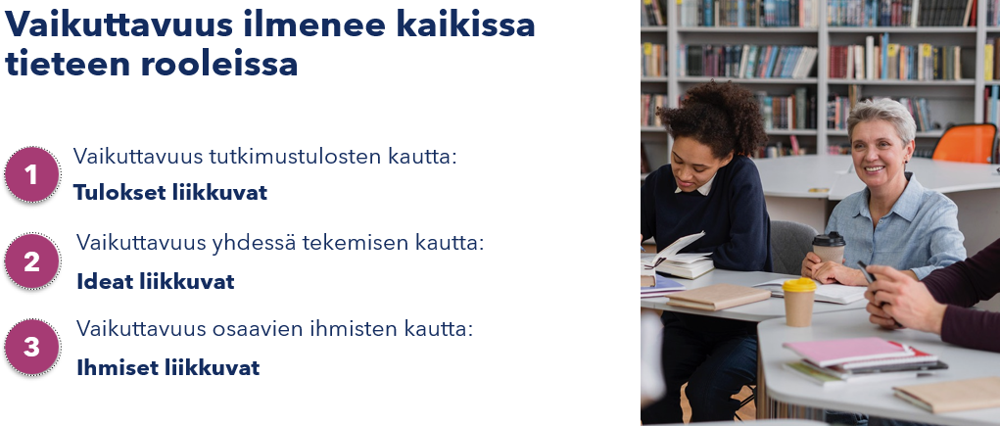 Vaikuttavuus ilmenee kaikissa
tieteen rooleissa
1
Vaikuttavuus tutkimustulosten kautta:
Tulokset liikkuvat
2
Vaikuttavuus yhdessä tekemisen kautta:
Ideat liikkuvat
3
Vaikuttavuus osaavien ihmisten kautta:
Ihmiset liikkuvat